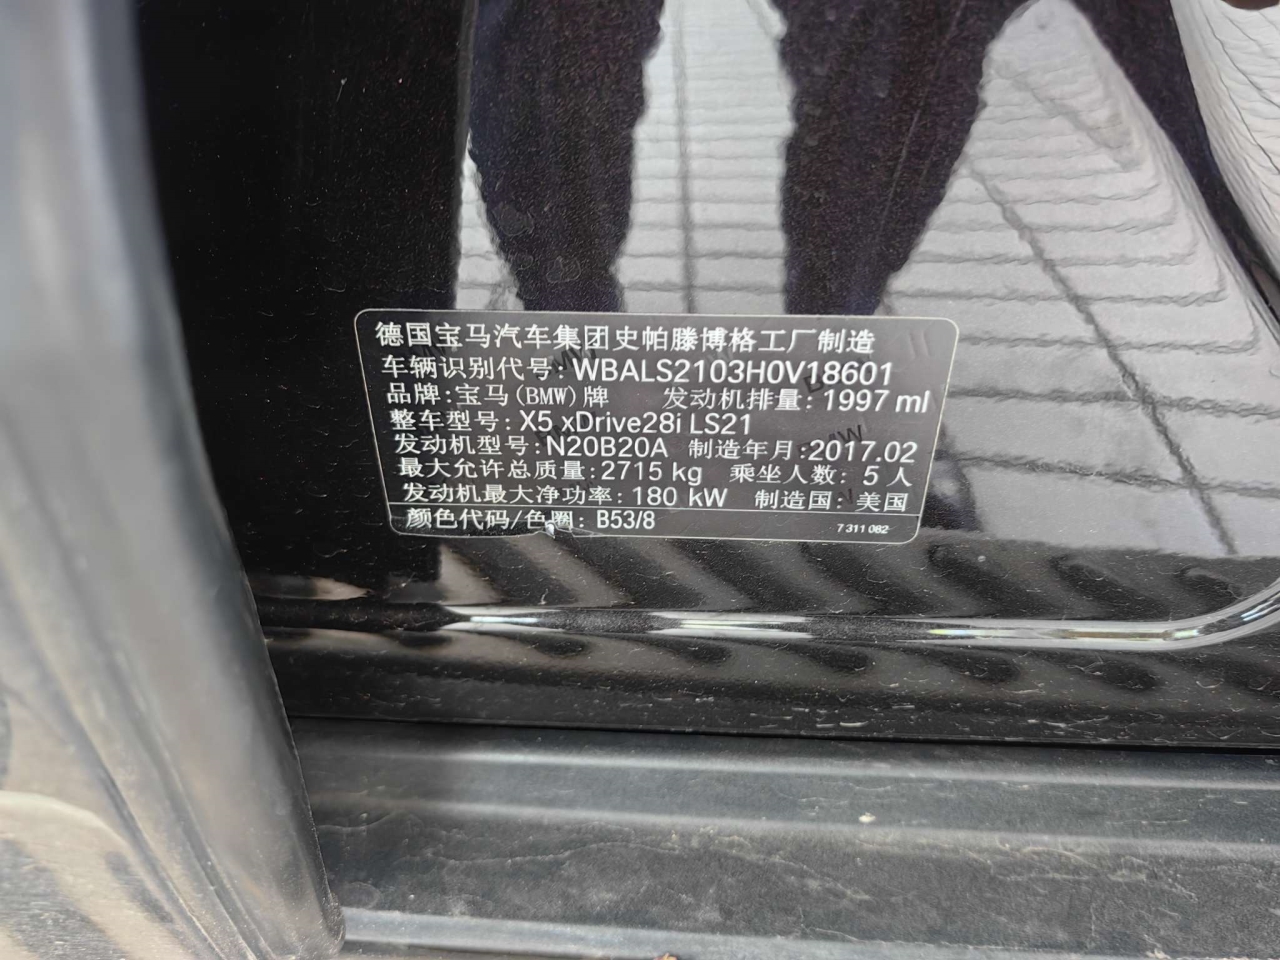 德国宝马汽车集团史帕滕博格工厂制造
车辆识别代号: WBALS2103H0V18601
品牌: 宝马(BMW)牌 发动机排量: 1997 ml
整车型号: X5 xDrive28i LS21
发动机型号: N20B20A 制造年月: 2017.02
最大允许总质量: 2715 kg 乘坐人数: 5 人
发动机最大净功率: 180 kW 制造国: 美国
颜色代码/色圈: B53/8 7 311 082